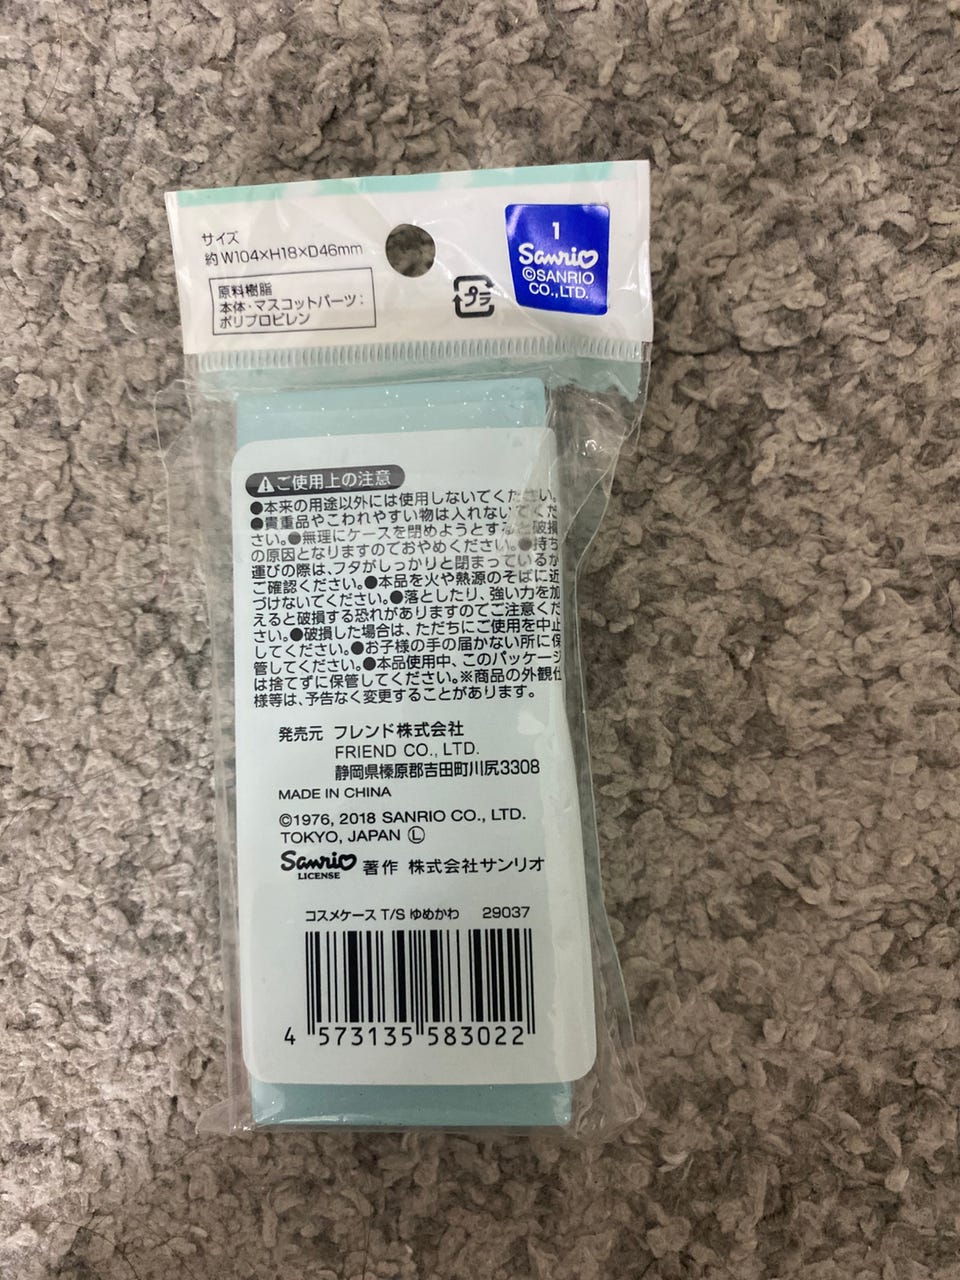 サイズ
約 W104×H18×D46mm
原料樹脂
本体・マスコットパーツ:
ポリプロピレン
プラ
1
Sanrio
©SANRIO
CO.,LTD.
ご使用上の注意
●本来の用途以外には使用しないでください。
●貴重品やこわれやすい物は入れないでくだ
さい。●無理にケースを閉めようとすると破損
の原因となりますのでおやめください。●持ち
運びの際は、フタがしっかりと閉まっているか
ご確認ください。●本品を火や熱源のそばに近
づけないでください。●落としたり、強い力を加
えると破損する恐れがありますのでご注意くだ
さい。●破損した場合は、ただちにご使用を中止
してください。●お子様の手の届かない所に保
管してください。●本品使用中、このパッケージ
は捨てずに保管してください。※商品の外観仕
様等は、予告なく変更することがあります。
発売元 フレンド株式会社
FRIEND CO., LTD.
静岡県榛原郡吉田町川尻3308
MADE IN CHINA
©1976, 2018 SANRIO CO., LTD.
TOKYO, JAPAN Ⓛ
Sanrio LICENSE 著作 株式会社サンリオ
コスメケース T/S ゆめかわ 29037
4 573135 583022